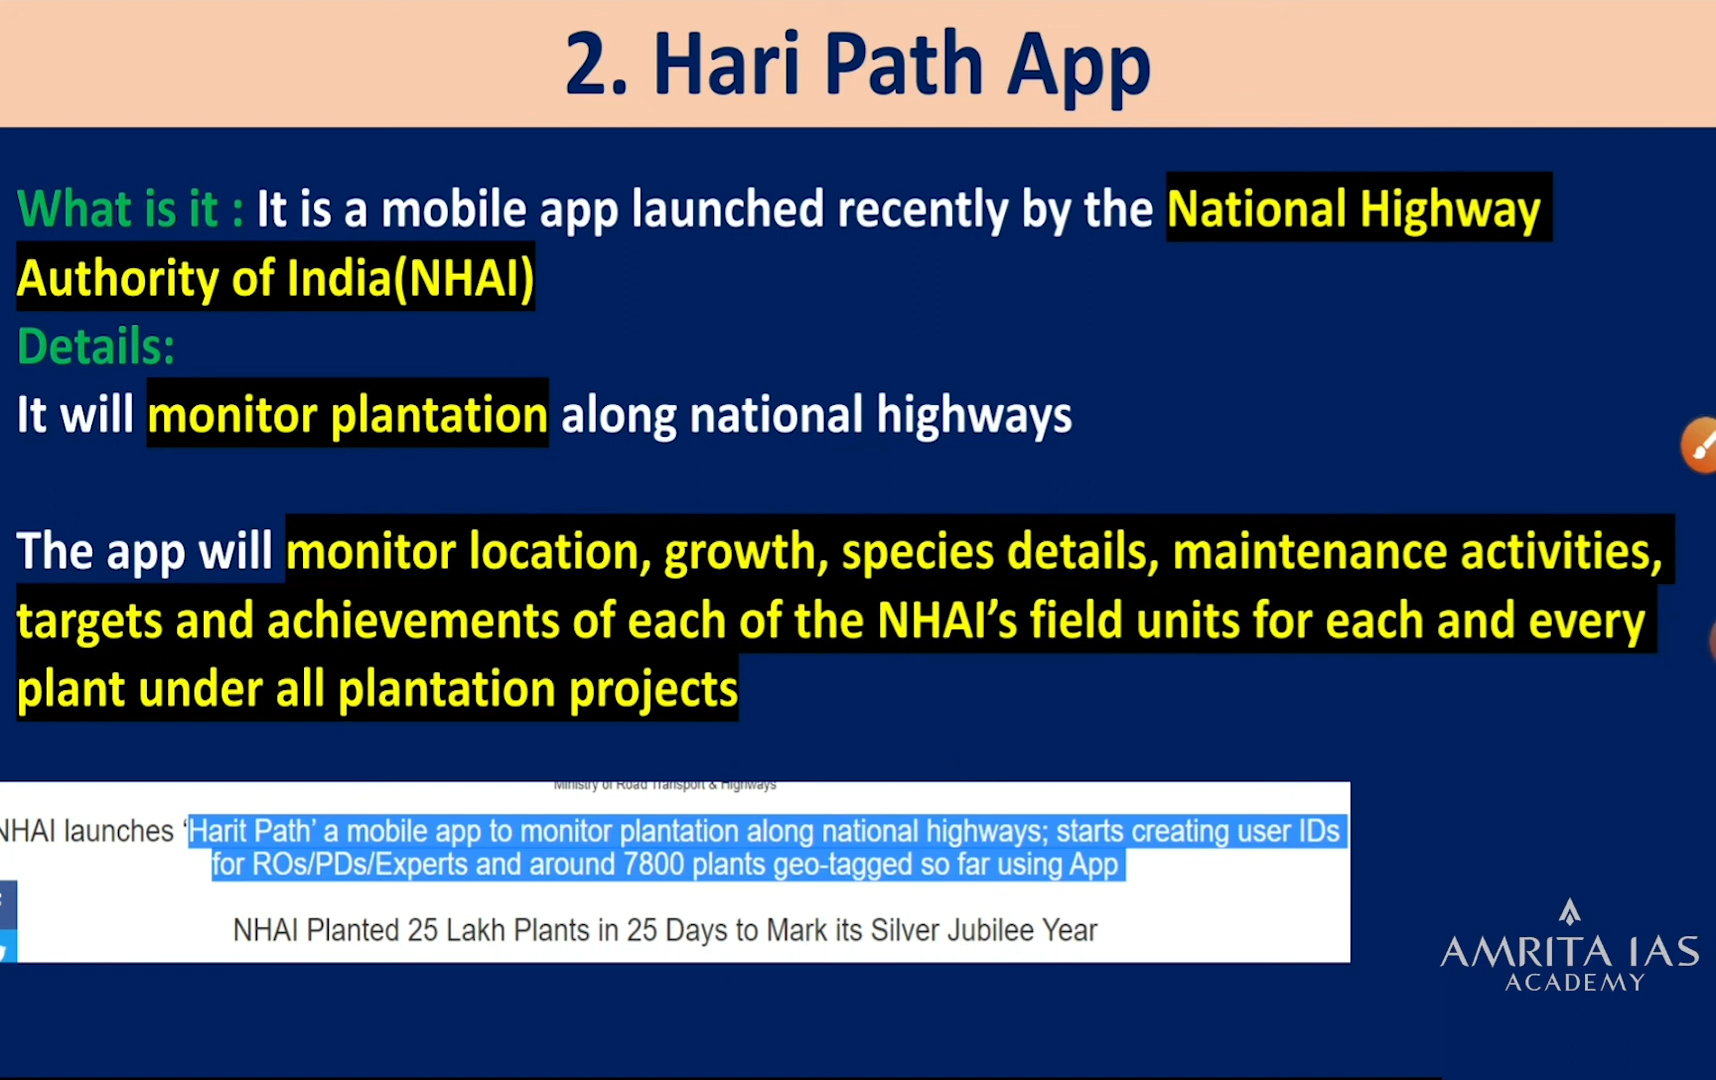 2. Hari Path App
What is it : It is a mobile app launched recently by the National Highway
Authority of India(NHAI)
Details:
It will monitor plantation along national highways
The app will monitor location, growth, species details, maintenance activities,
targets and achievements of each of the NHAI’s field units for each and every
plant under all plantation projects
Ministry of Road Transport & Highways
NHAI launches ‘Harit Path’ a mobile app to monitor plantation along national highways; starts creating user IDs
for ROs/PDs/Experts and around 7800 plants geo-tagged so far using App
NHAI Planted 25 Lakh Plants in 25 Days to Mark its Silver Jubilee Year
AMRITA IAS
ACADEMY